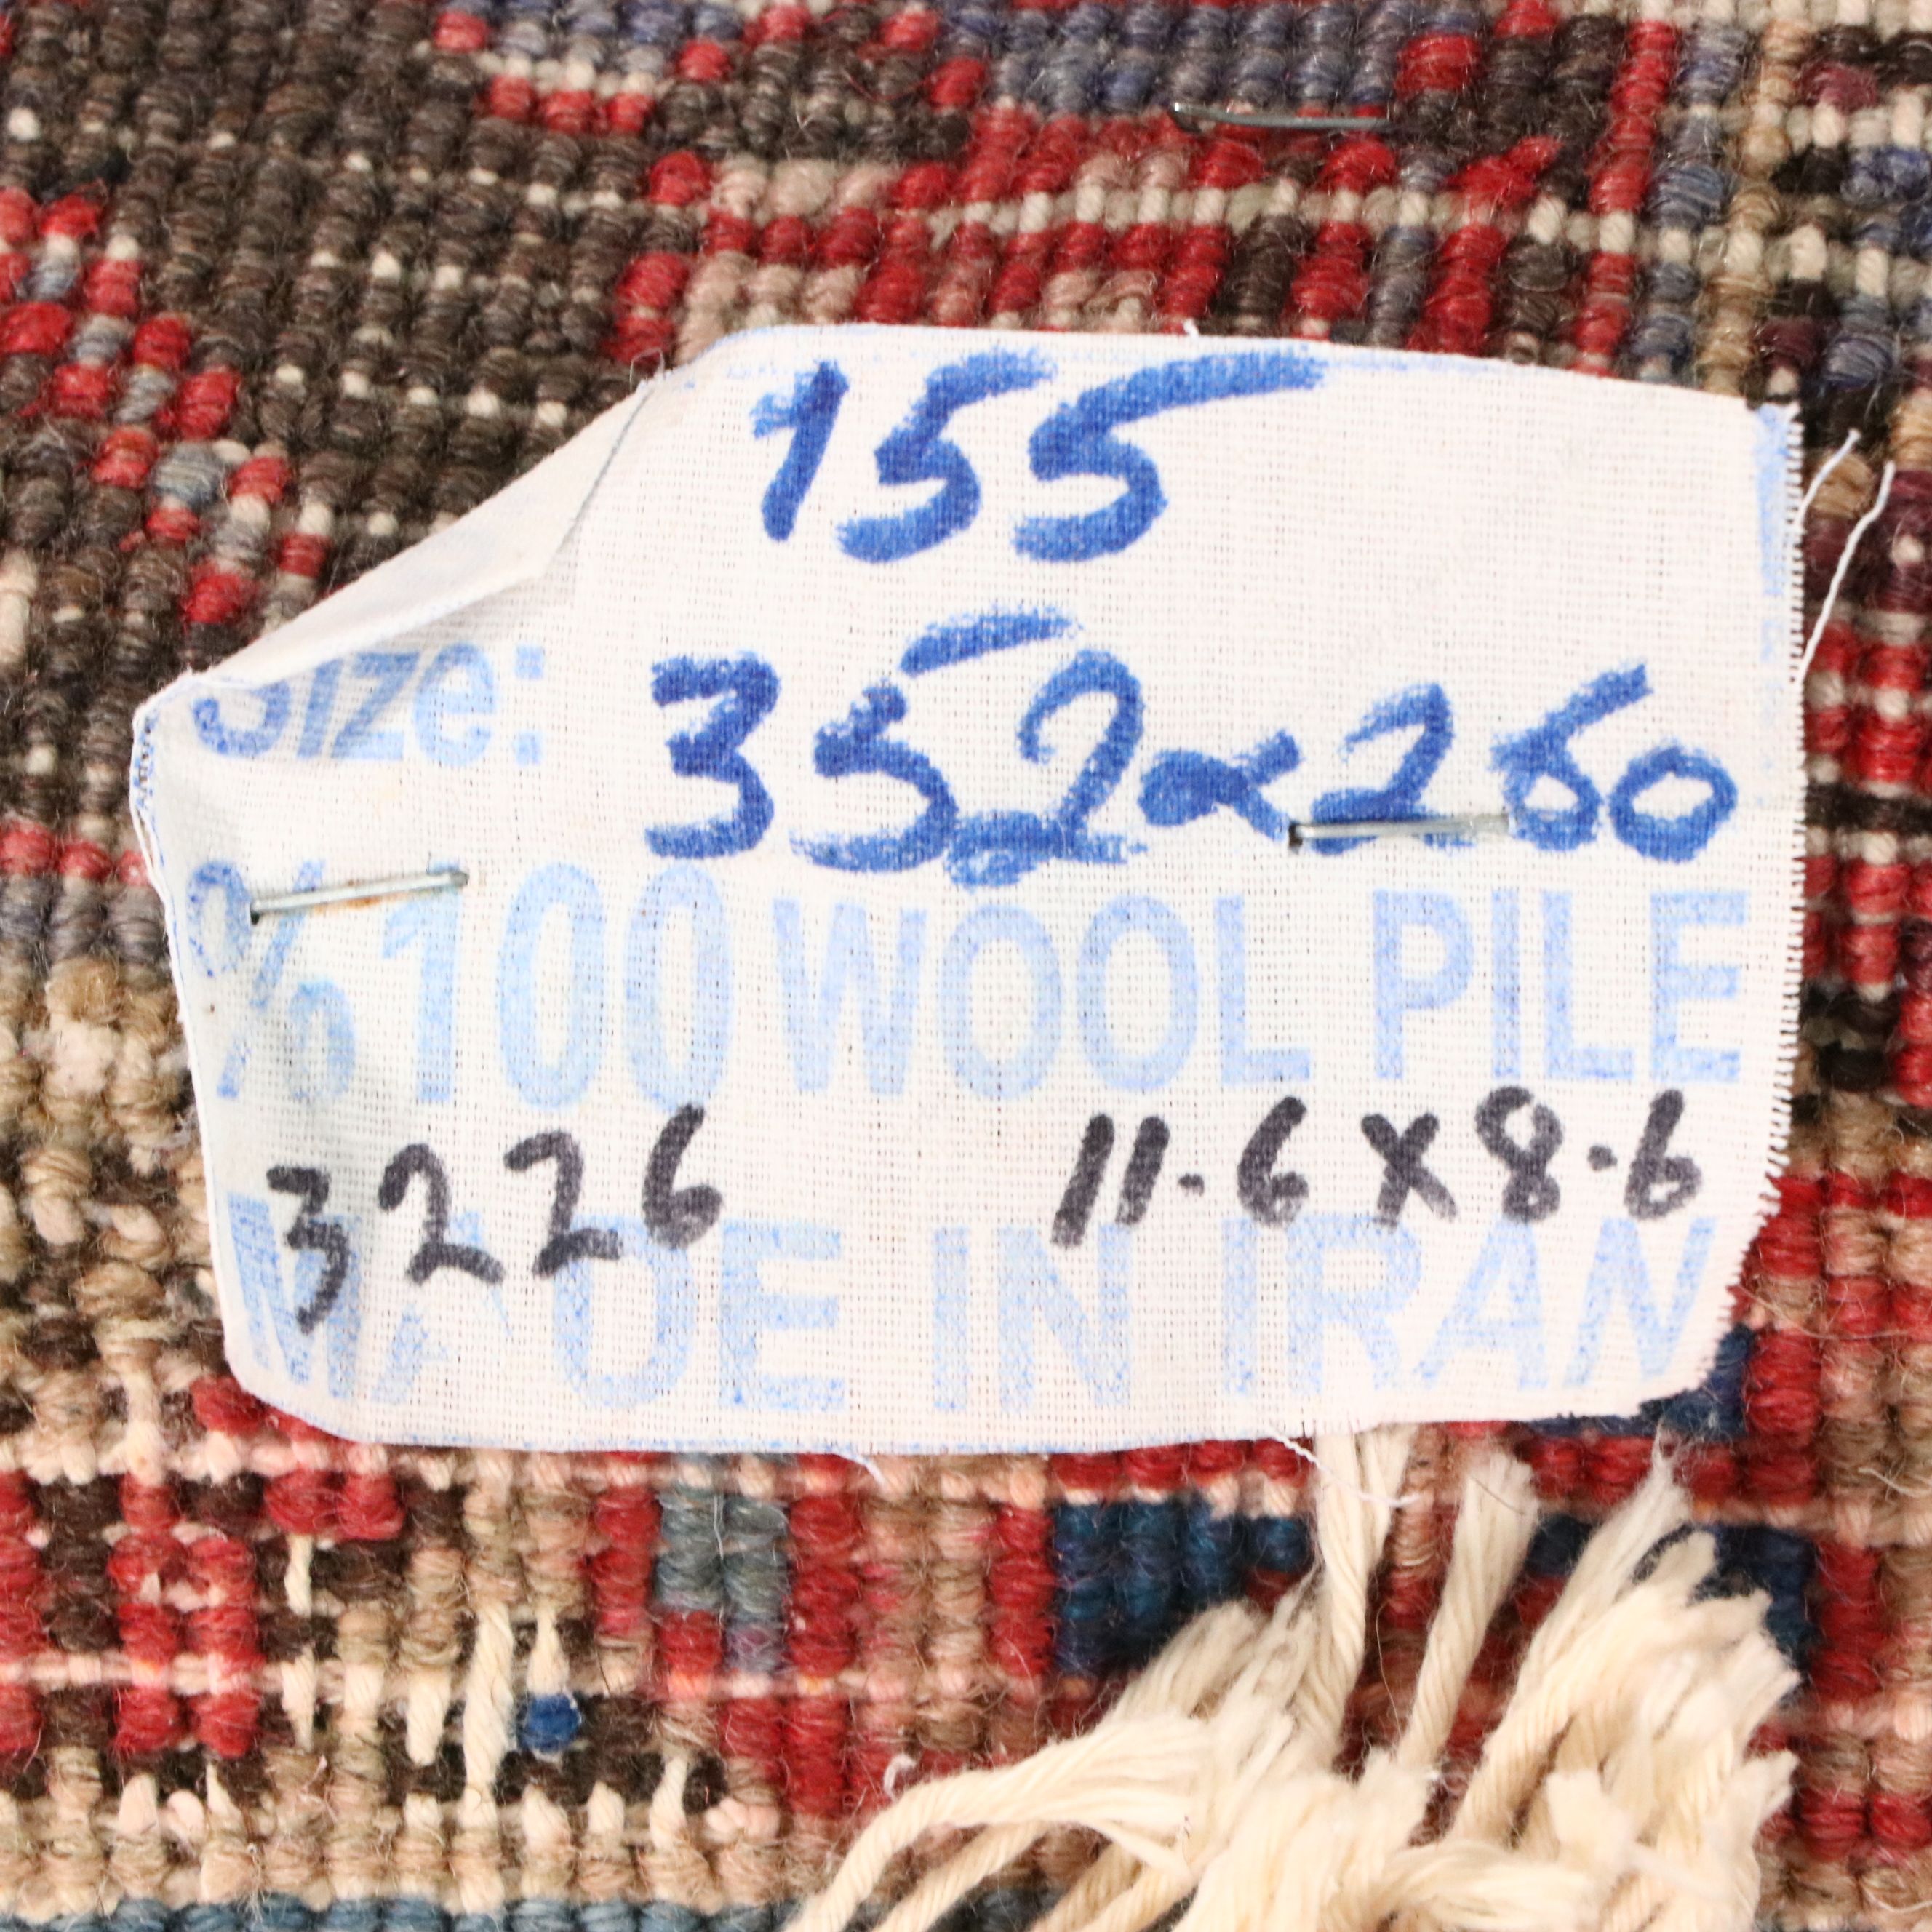 155
Size: 352x260
%100 WOOL PILE
3226 11.6 X 8.6
MADE IN IRAN